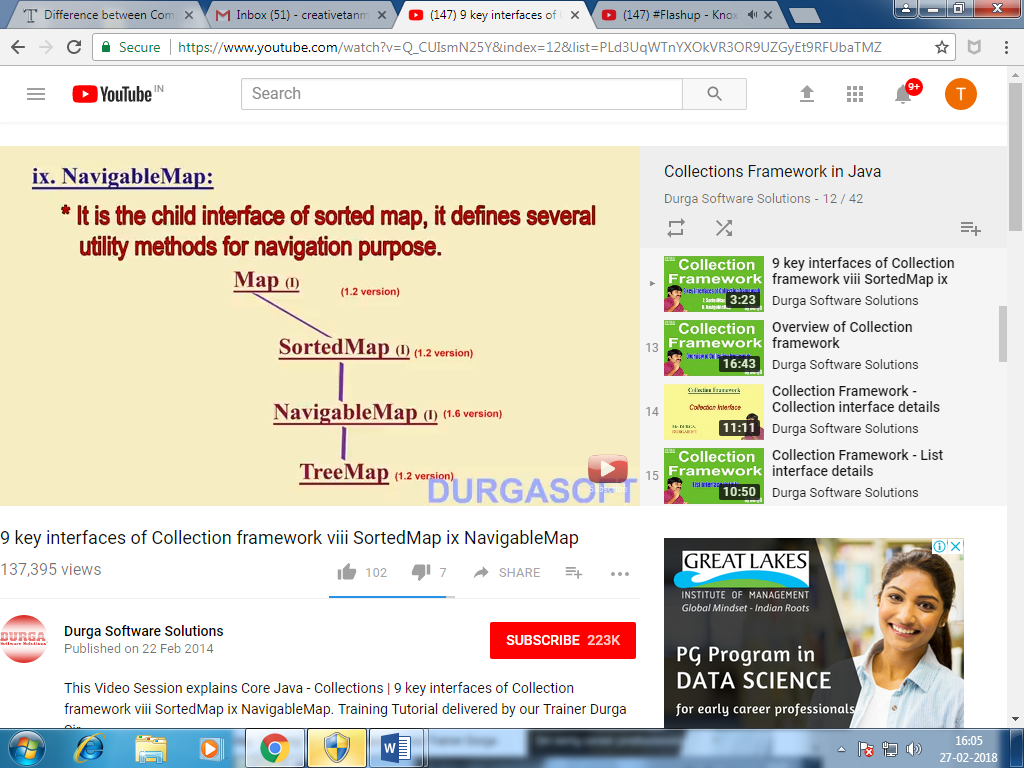 Difference between Com
Inbox (51) - creativetanm
(147) 9 key interfaces of
(147) #Flashup - Knox
Secure
https://www.youtube.com/watch?v=Q_CUIsmN25Y&index=12&list=PLd3UqWTnYXOkVR3OR9UZGyEt9RFUbaTMZ
YouTube IN
Search
9+
T
ix. NavigableMap:
* It is the child interface of sorted map, it defines several
utility methods for navigation purpose.
Map (I) (1.2 version)
SortedMap (I) (1.2 version)
NavigableMap (I) (1.6 version)
TreeMap (1.2 version)
DURGASOFT
Collections Framework in Java
Durga Software Solutions - 12 / 42
Collection
Framework
3:23
9 key interfaces of Collection
framework viii SortedMap ix
Durga Software Solutions
13
Collection
Framework
16:43
Overview of Collection
framework
Durga Software Solutions
14
Collection Framework
Collection Interface
11:11
Collection Framework -
Collection interface details
Durga Software Solutions
15
Collection
Framework
10:50
Collection Framework - List
interface details
Durga Software Solutions
9 key interfaces of Collection framework viii SortedMap ix NavigableMap
137,395 views
102
7
SHARE
DURGA
Software Solutions
Durga Software Solutions
Published on 22 Feb 2014
SUBSCRIBE 223K
This Video Session explains Core Java - Collections | 9 key interfaces of Collection
framework viii SortedMap ix NavigableMap. Training Tutorial delivered by our Trainer Durga
GREAT LAKES
INSTITUTE OF MANAGEMENT
Global Mindset - Indian Roots
PG Program in
DATA SCIENCE
for early career professionals
16:05
27-02-2018